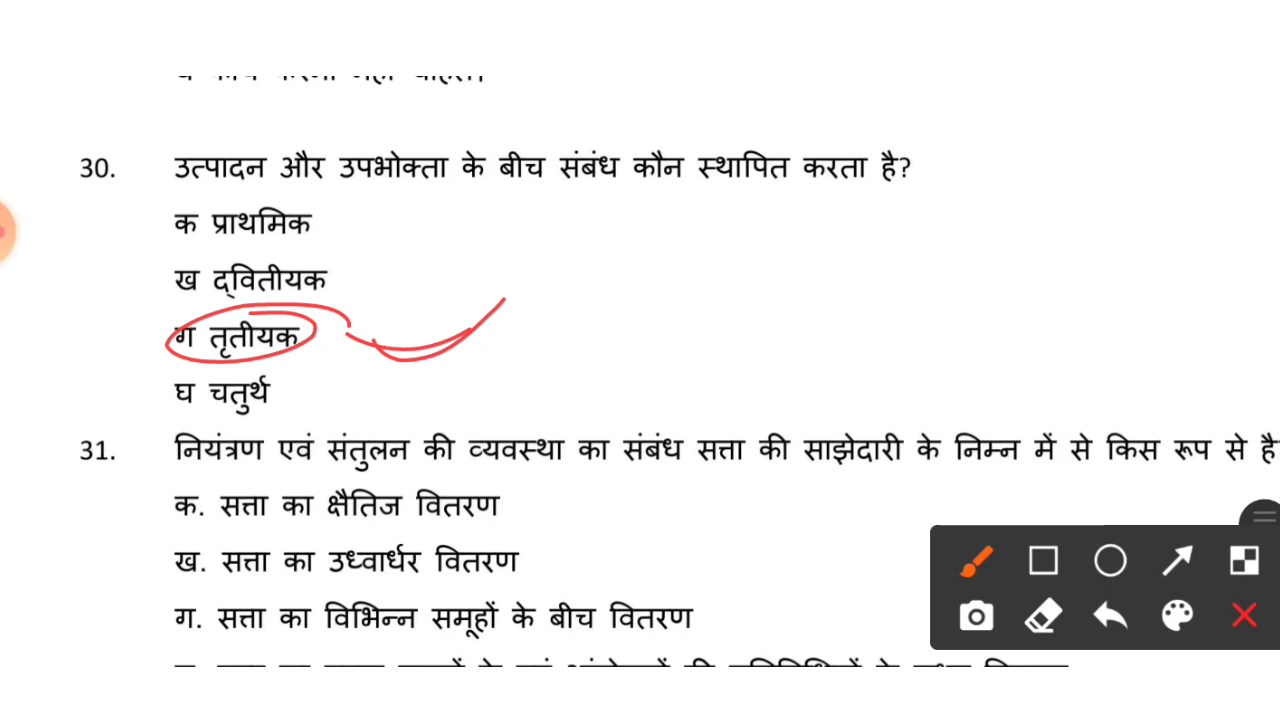 30. उत्पादन और उपभोक्ता के बीच संबंध कौन स्थापित करता है?
क प्राथमिक
ख द्वितीयक
ग तृतीयक
घ चतुर्थ
31. नियंत्रण एवं संतुलन की व्यवस्था का संबंध सत्ता की साझेदारी के निम्न में से किस रूप से है
क. सत्ता का क्षैतिज वितरण
ख. सत्ता का उध्वार्धर वितरण
ग. सत्ता का विभिन्न समूहों के बीच वितरण